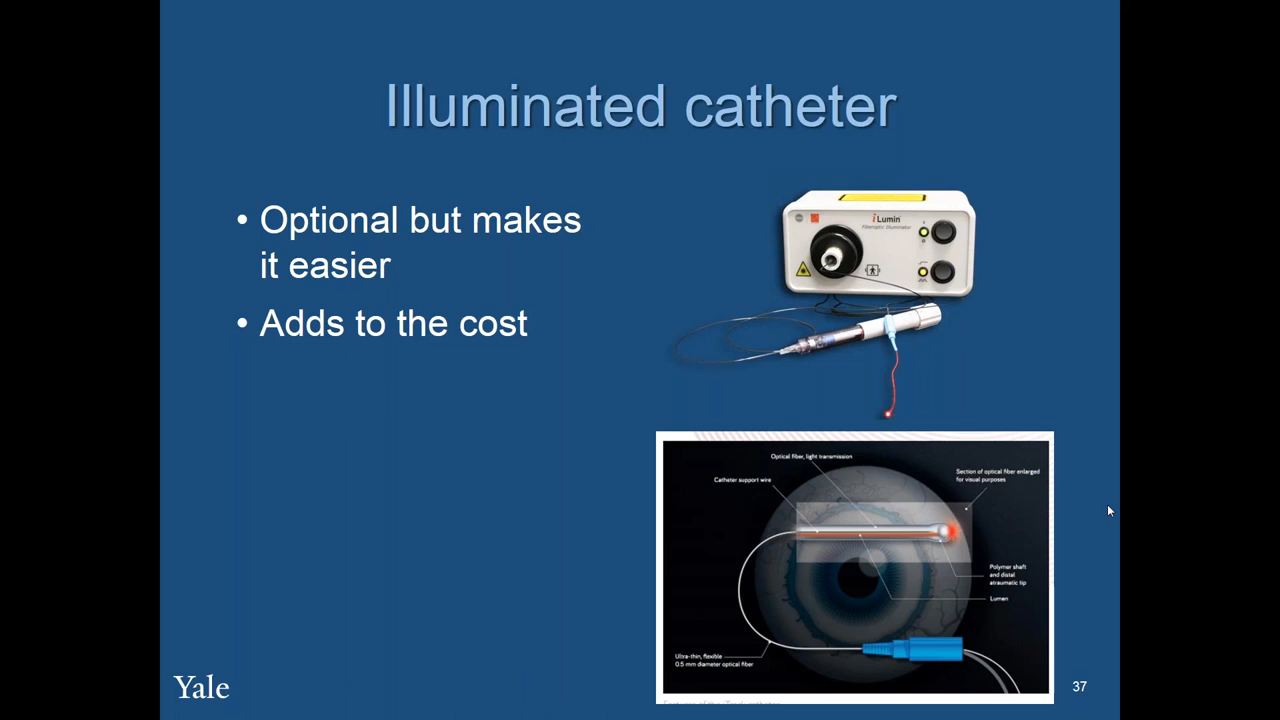 Illuminated catheter
• Optional but makes
it easier
• Adds to the cost
iLumin
Fiberoptic Illuminator
Optical fiber, light transmission
Catheter support wire
Section of optical fiber enlarged
for visual purposes
Polymer shaft
and distal
atraumatic tip
Lumen
Ultra-thin, flexible
0.5 mm diameter optical fiber
Yale
37